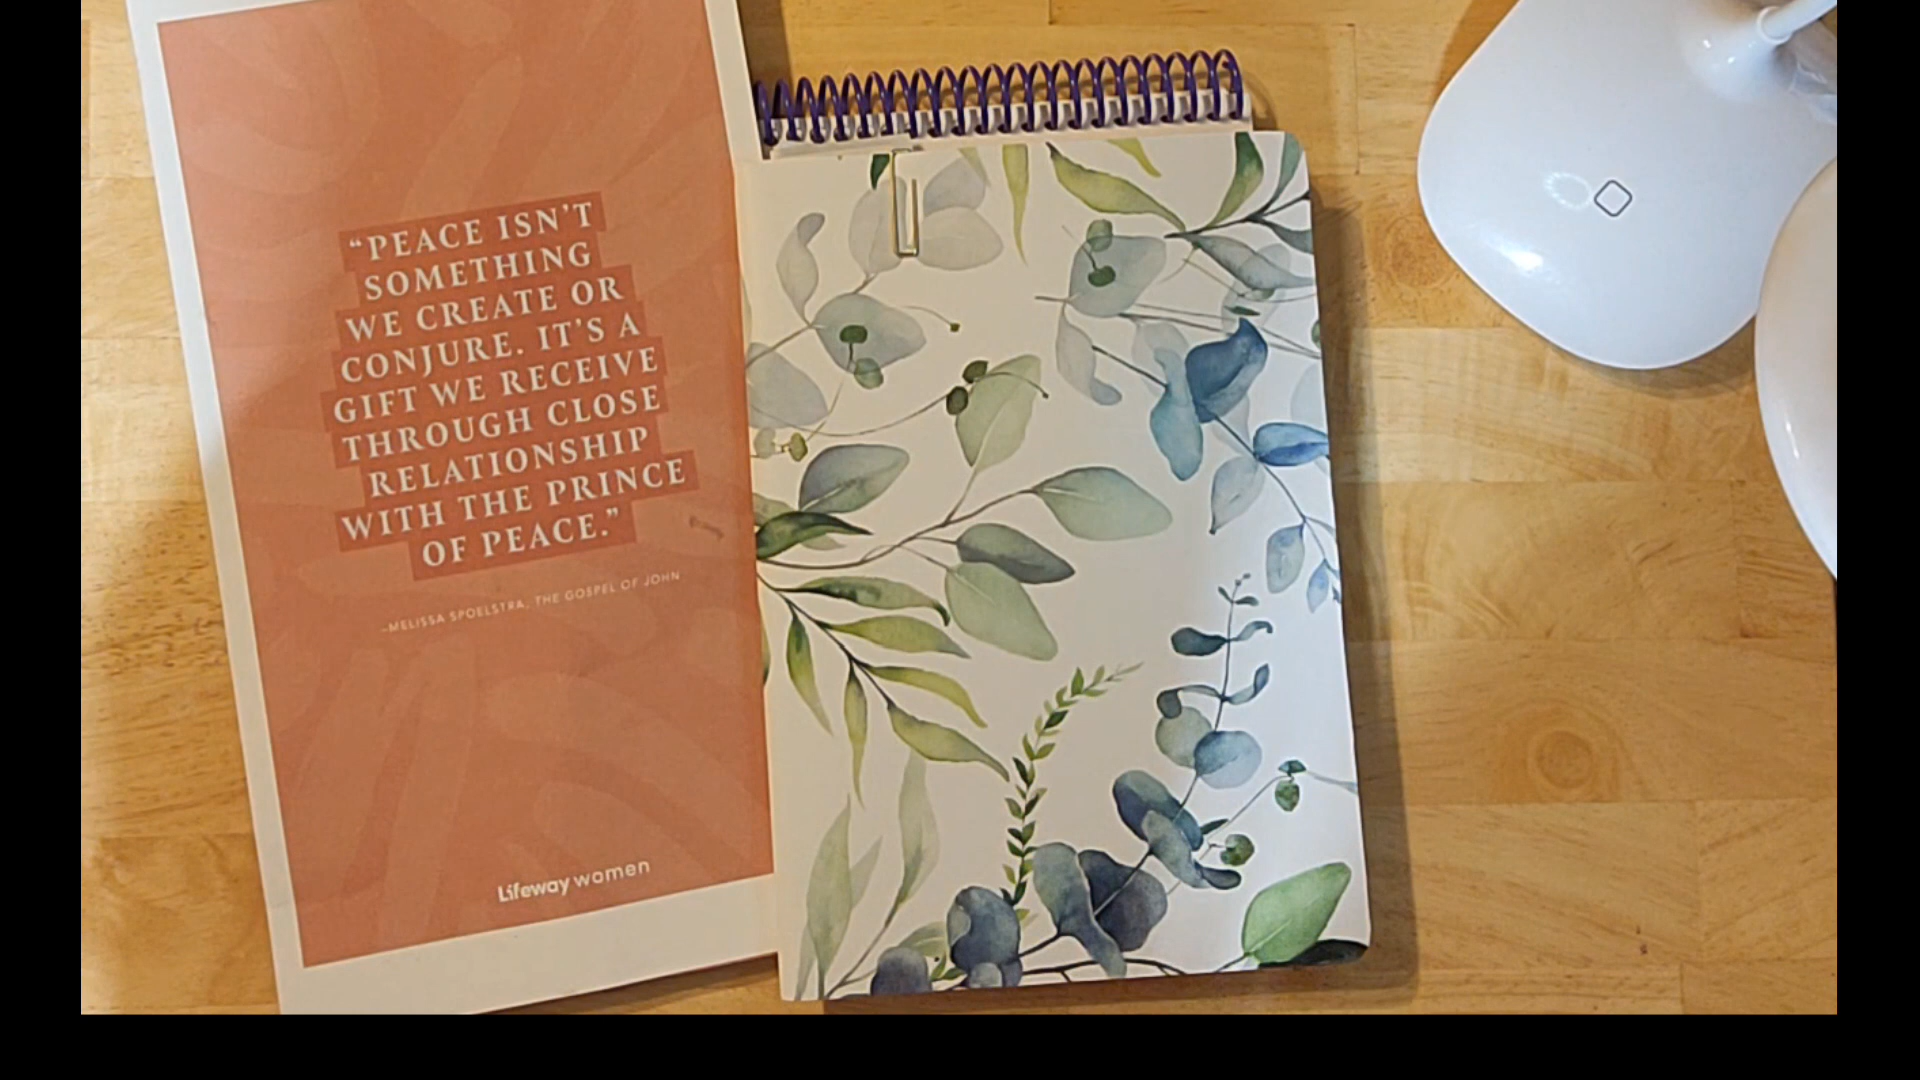 “PEACE ISN’T
SOMETHING
WE CREATE OR
CONJURE. IT’S A
GIFT WE RECEIVE
THROUGH CLOSE
RELATIONSHIP
WITH THE PRINCE
OF PEACE.”
–MELISSA SPOELSTRA, THE GOSPEL OF JOHN
Lifeway women